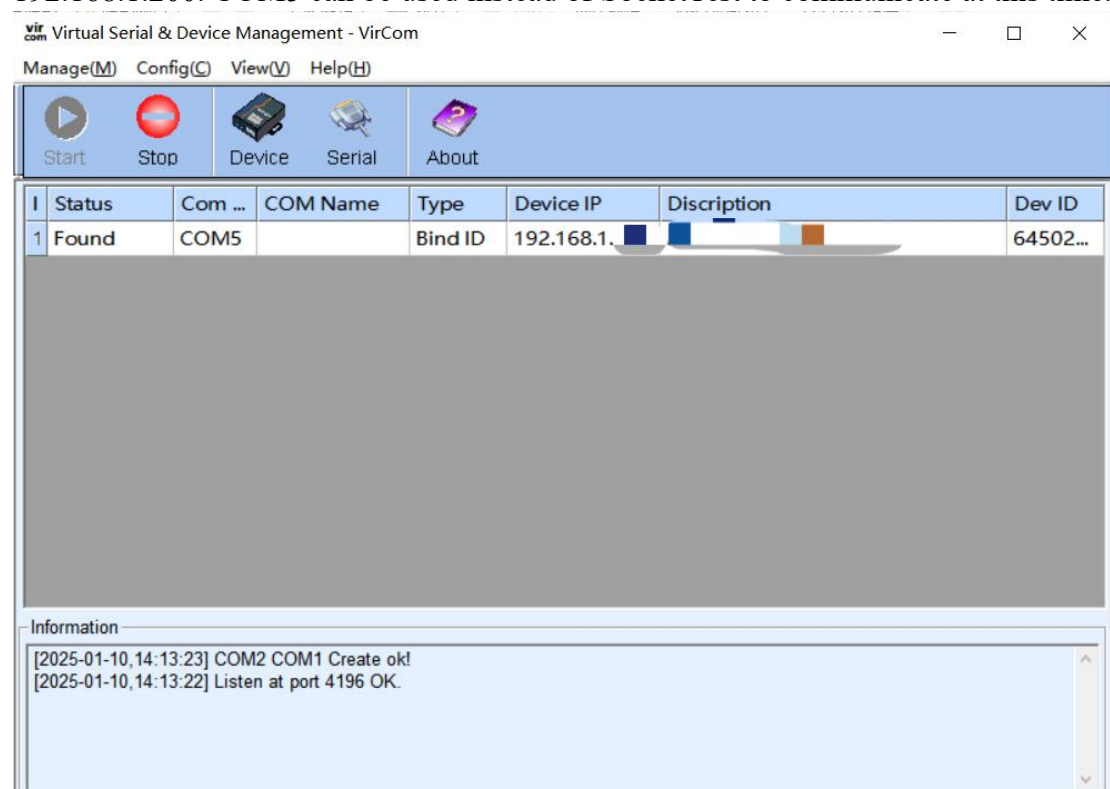 Vir com Virtual Serial & Device Management - VirCom
Manage(M) Config(C) View(V) Help(H)
Start Stop Device Serial About
I Status Com ... COM Name Type Device IP Discription Dev ID
1 Found COM5 Bind ID 192.168.1. 64502...
Information
[2025-01-10,14:13:23] COM2 COM1 Create ok!
[2025-01-10,14:13:22] Listen at port 4196 OK.